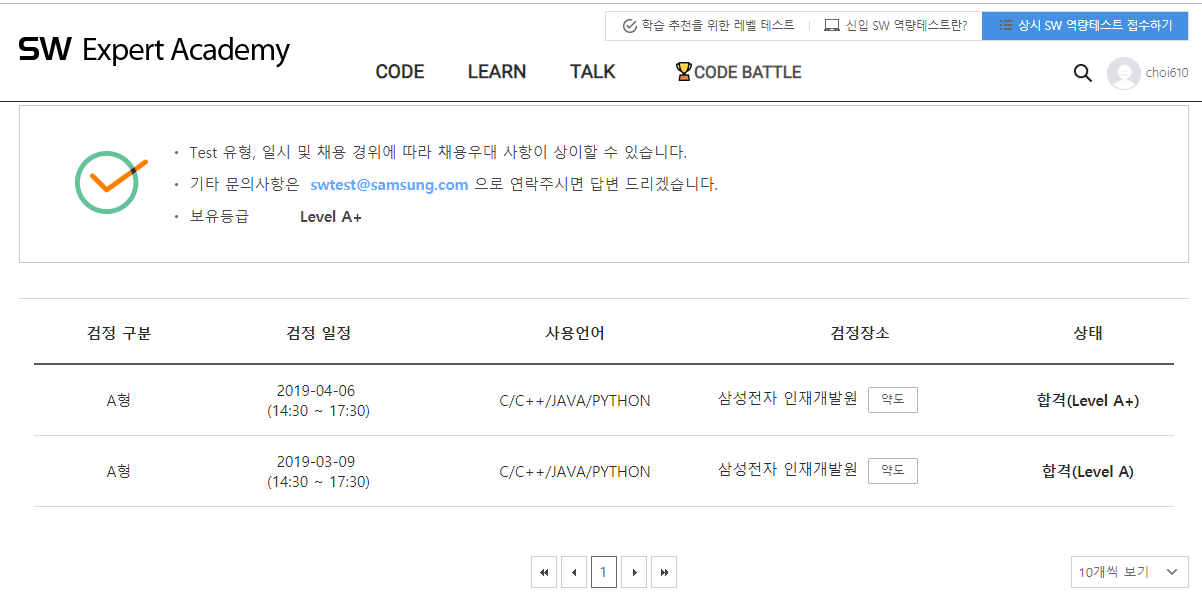 학습 추천을 위한 레벨 테스트 신입 SW 역량테스트란? 상시 SW 역량테스트 접수하기
SW Expert Academy
CODE LEARN TALK CODE BATTLE choi610
· Test 유형, 일시 및 채용 경위에 따라 채용우대 사항이 상이할 수 있습니다.
· 기타 문의사항은 swtest@samsung.com 으로 연락주시면 답변 드리겠습니다.
· 보유등급 Level A+
검정 구분 검정 일정 사용언어 검정장소 상태
A형 2019-04-06 (14:30 ~ 17:30) C/C++/JAVA/PYTHON 삼성전자 인재개발원 약도 합격(Level A+)
A형 2019-03-09 (14:30 ~ 17:30) C/C++/JAVA/PYTHON 삼성전자 인재개발원 약도 합격(Level A)
1 10개씩 보기